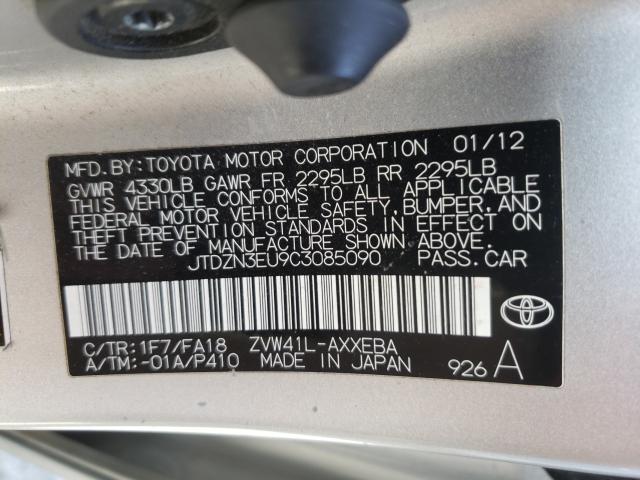 MFD.BY:TOYOTA MOTOR CORPORATION 01/12
GVWR 4330LB GAWR FR 2295LB RR 2295LB
THIS VEHICLE CONFORMS TO ALL APPLICABLE
FEDERAL MOTOR VEHICLE SAFETY,BUMPER,AND
THEFT PREVENTION STANDARDS IN EFFECT ON
THE DATE OF MANUFACTURE SHOWN ABOVE.
JTDZN3EU9C3085090 PASS.CAR
C/TR:1F7/FA18 ZVW41L-AXXEBA
A/TM:-01A/P410 MADE IN JAPAN 926 A